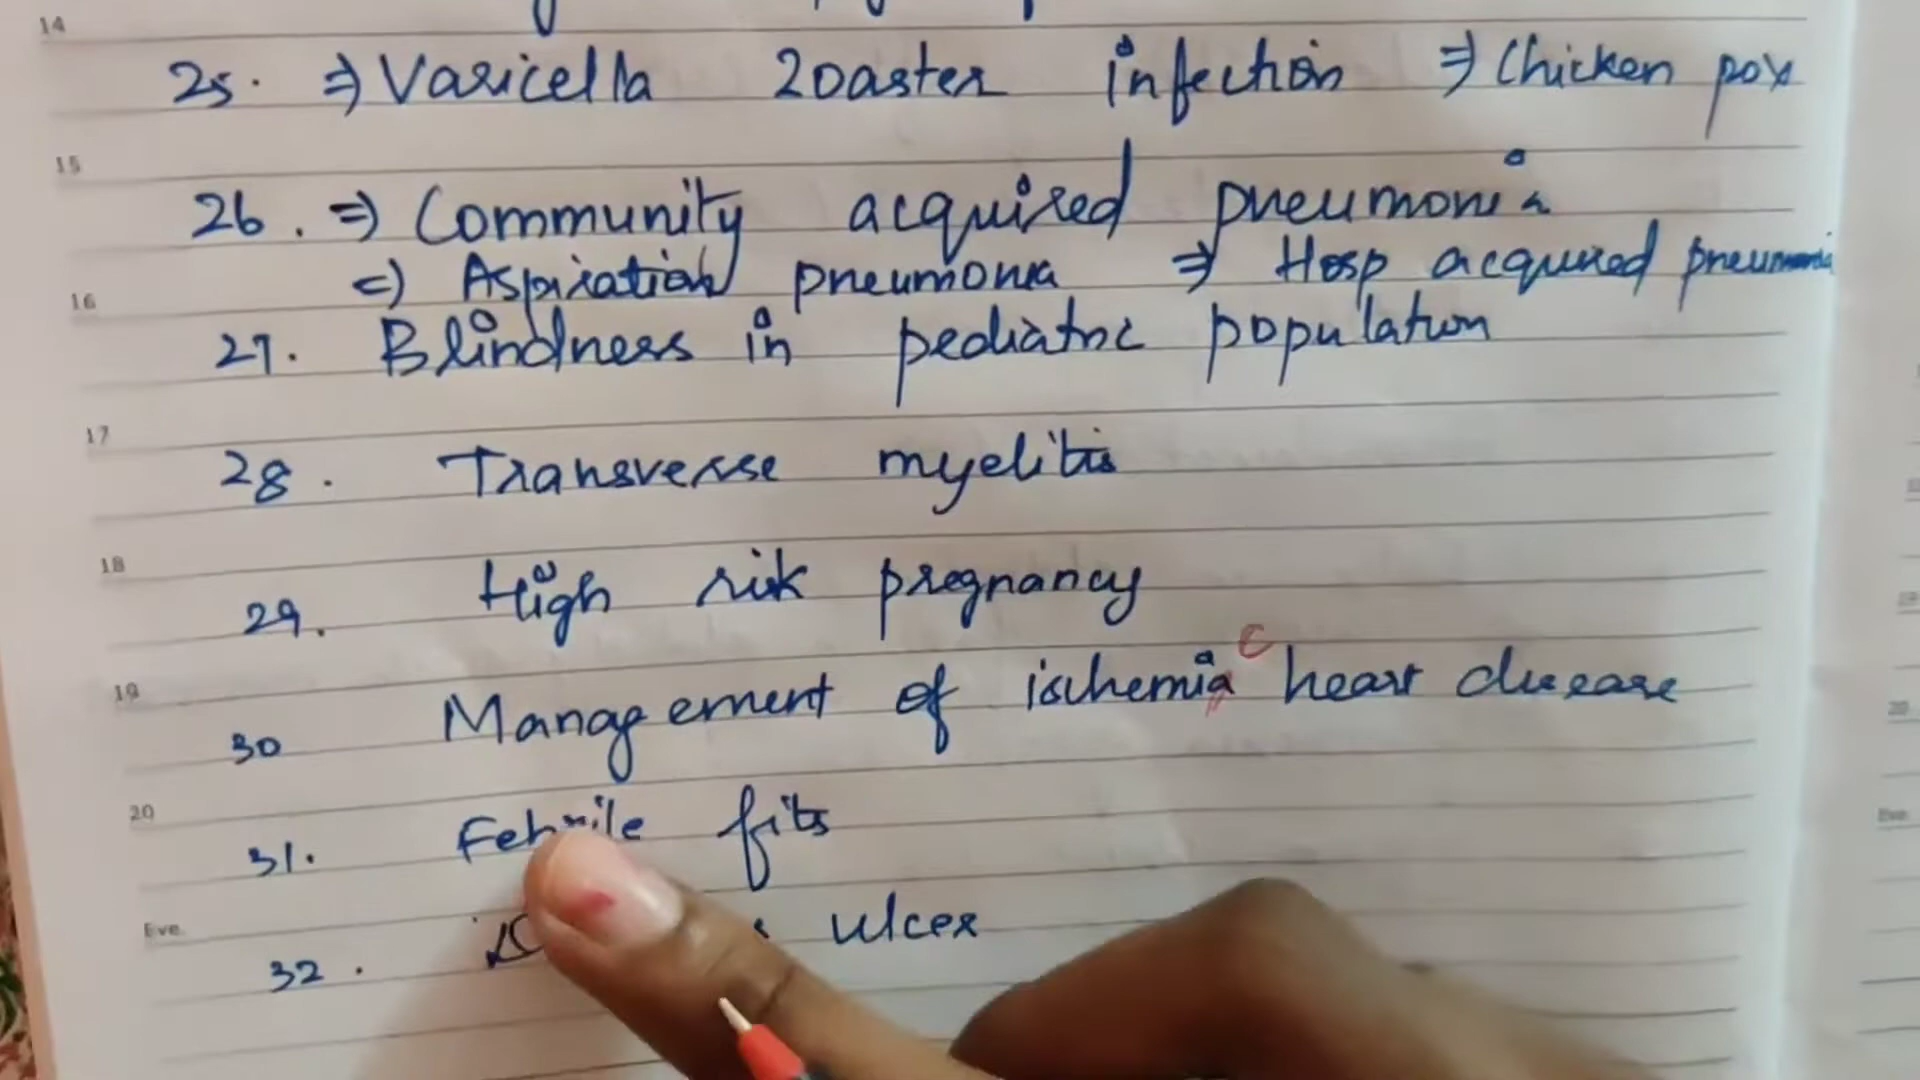 14
25. ⇒ Varicella Zoaster infection ⇒ Chicken pox
15
26. ⇒ Community acquired pneumonia
⇒ Aspiration pneumonia ⇒ Hosp acquired pneumonia
16
27. Blindness in pediatric population
17
28. Transverse myelitis
18
29. High risk pregnancy
19
30 Management of ischemia c heart disease
20
31. Febrile fits
Eve.
32. ulcer